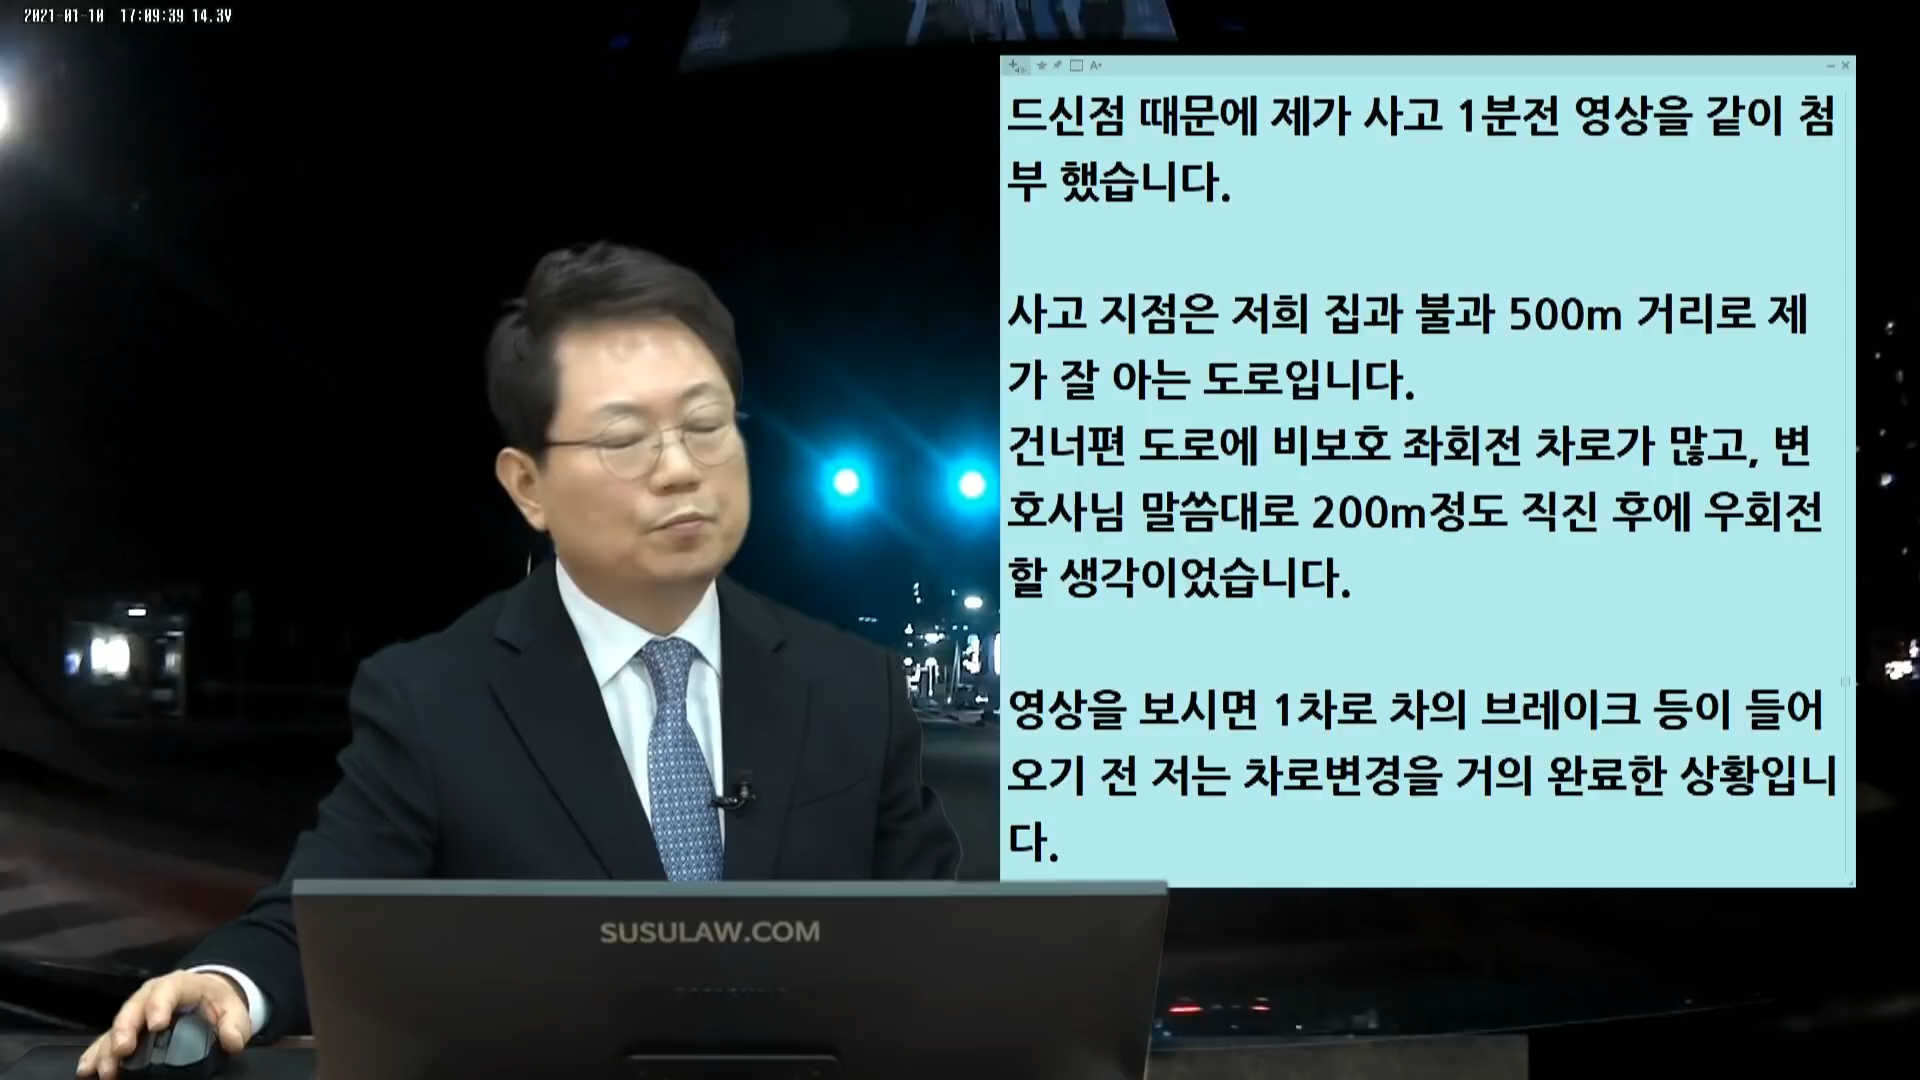 2021-01-10 17:09:39 14.3V
드신점 때문에 제가 사고 1분전 영상을 같이 첨
부 했습니다.
사고 지점은 저희 집과 불과 500m 거리로 제
가 잘 아는 도로입니다.
건너편 도로에 비보호 좌회전 차로가 많고, 변
호사님 말씀대로 200m정도 직진 후에 우회전
할 생각이었습니다.
영상을 보시면 1차로 차의 브레이크 등이 들어
오기 전 저는 차로변경을 거의 완료한 상황입니
다.
SUSULAW.COM